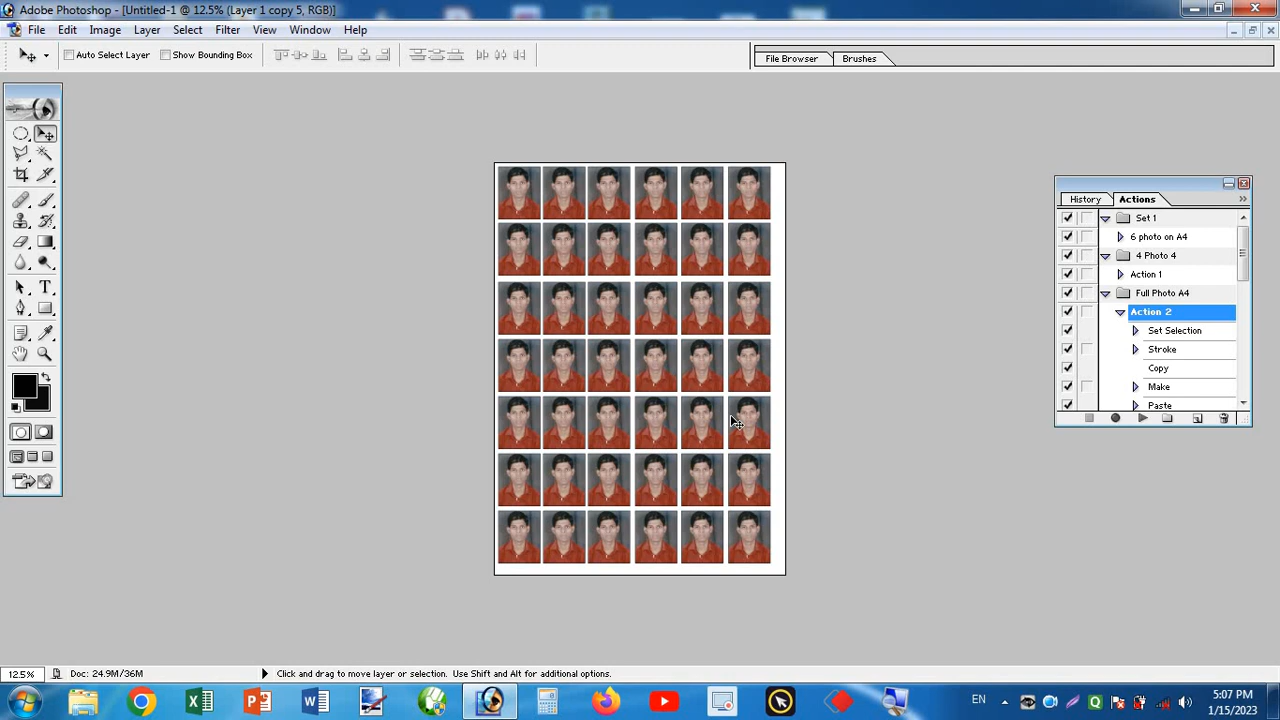 Adobe Photoshop - [Untitled-1 @ 12.5% (Layer 1 copy 5, RGB)]
File Edit Image Layer Select Filter View Window Help
Auto Select Layer Show Bounding Box
File Browser Brushes
History Actions
Set 1
6 photo on A4
4 Photo 4
Action 1
Full Photo A4
Action 2
Set Selection
Stroke
Copy
Make
Paste
12.5% Doc: 24.9M/36M Click and drag to move layer or selection. Use Shift and Alt for additional options.
EN 5:07 PM
1/15/2023